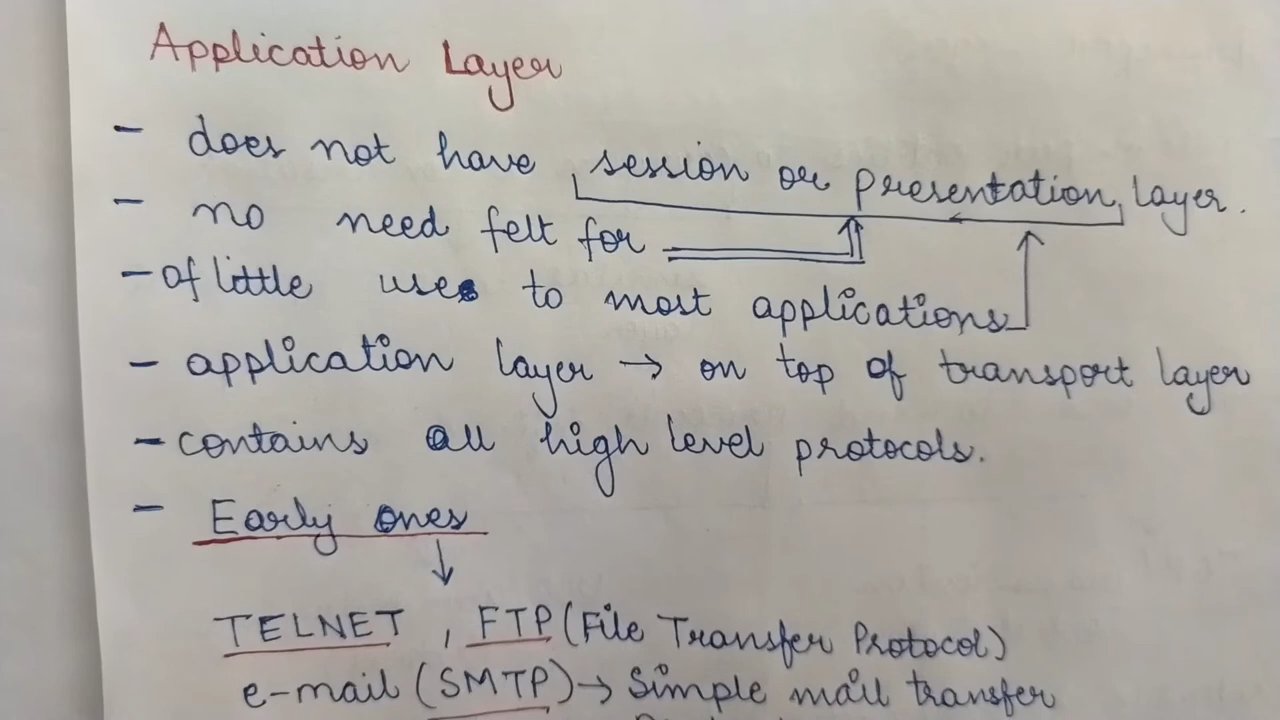 Application Layer
- does not have session or presentation layer.
- no need felt for
- of little use to most applications
- application layer → on top of transport layer
- contains all high level protocols.
- Early ones
↓
TELNET , FTP (File Transfer Protocol)
e-mail (SMTP) → Simple mail transfer